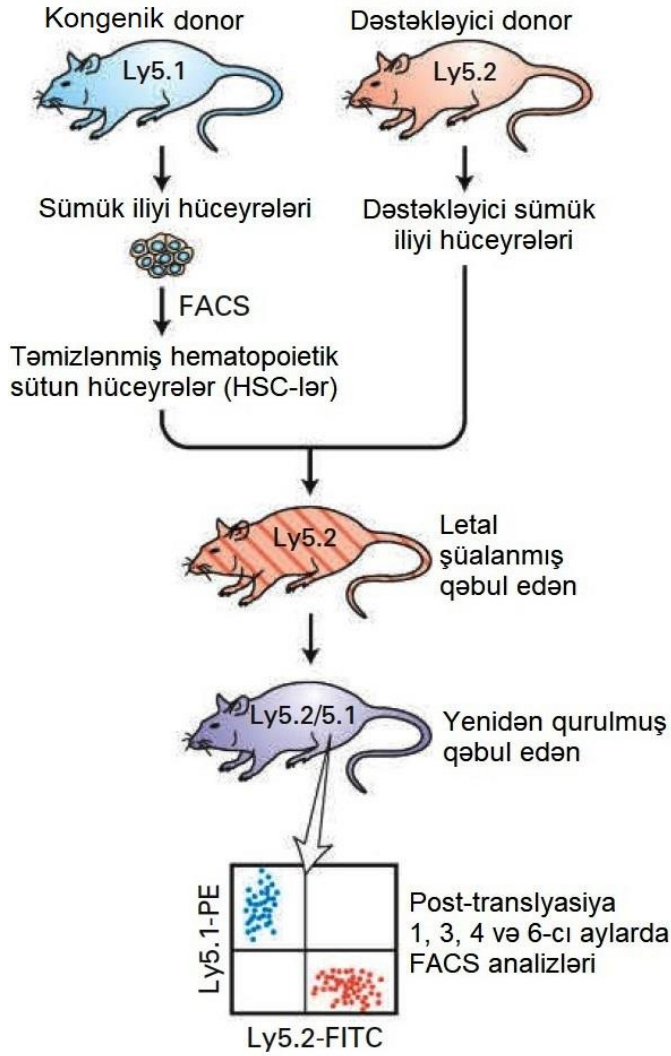 Kongenik donor
Dəstəkləyici donor
Ly5.1
Ly5.2
Sümük iliyi hüceyrələri
Dəstəkləyici sümük
iliyi hüceyrələri
FACS
Təmizlənmiş hematopoietik
sütun hüceyrələr (HSC-lər)
Ly5.2
Letal
şüalanmış
qəbul edən
Ly5.2/5.1
Yenidən qurulmuş
qəbul edən
Ly5.1-PE
Post-translyasiya
1, 3, 4 və 6-cı aylarda
FACS analizləri
Ly5.2-FITC